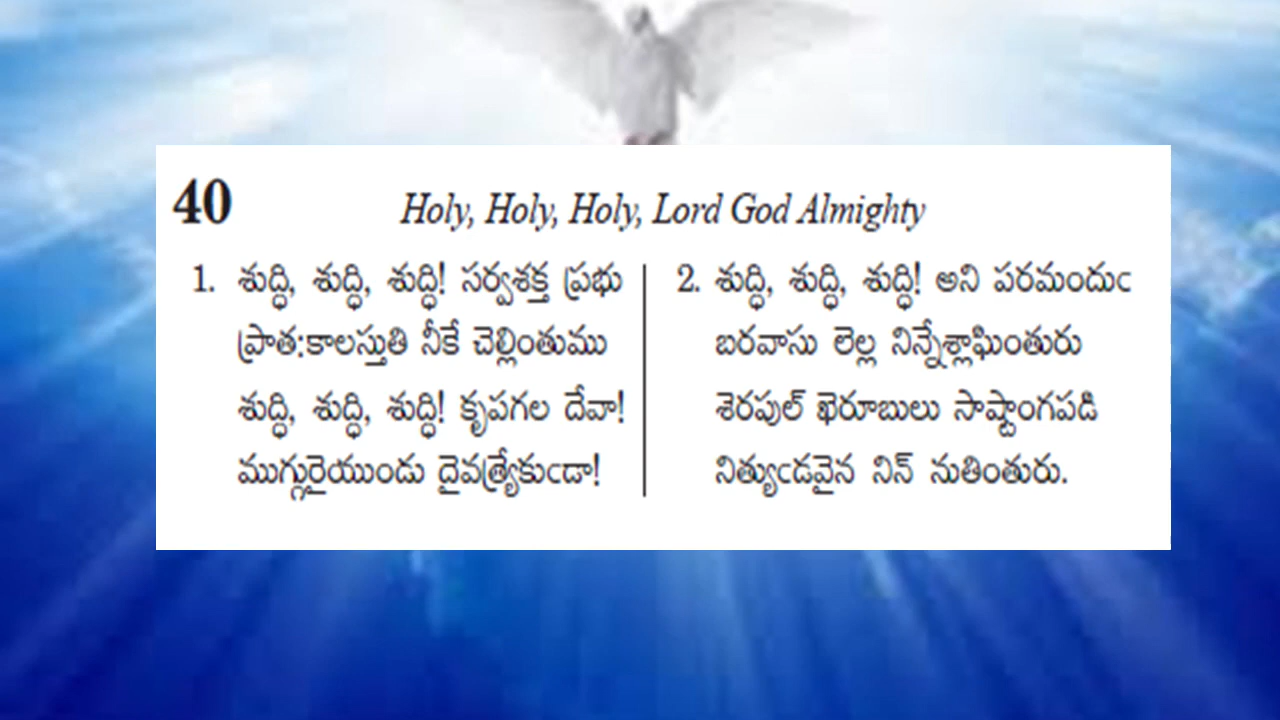 40
Holy, Holy, Holy, Lord God Almighty
1. శుద్ధి, శుద్ధి, శుద్ధి! సర్వశక్త ప్రభు
ప్రాత:కాలస్తుతి నీకే చెల్లింతుము
శుద్ధి, శుద్ధి, శుద్ధి! కృపగల దేవా!
ముగ్గురైయుండు దైవత్ర్యేకుఁడా!
2. శుద్ధి, శుద్ధి, శుద్ధి! అని పరమందుఁ
బరవాసు లెల్ల నిన్నేశ్లాఘింతురు
శెరపుల్ ఖెరూబులు సాష్టాంగపడి
నిత్యుఁడవైన నిన్ నుతింతురు.